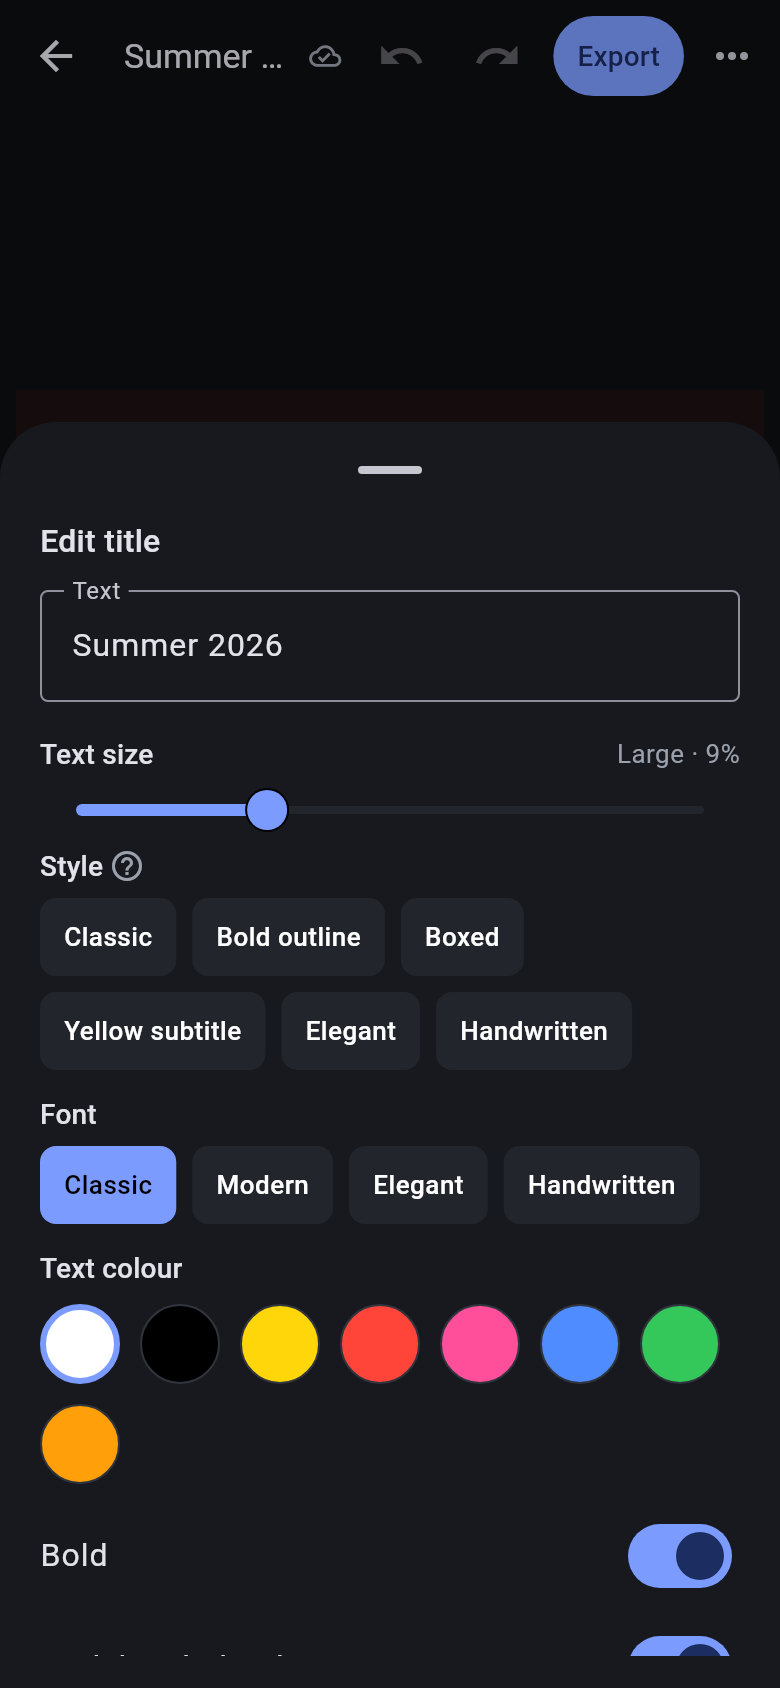 Summer ...
Export
Edit title
Text
Summer 2026
Text size
Large · 9%
Style ?
Classic
Bold outline
Boxed
Yellow subtitle
Elegant
Handwritten
Font
Classic
Modern
Elegant
Handwritten
Text colour
Bold